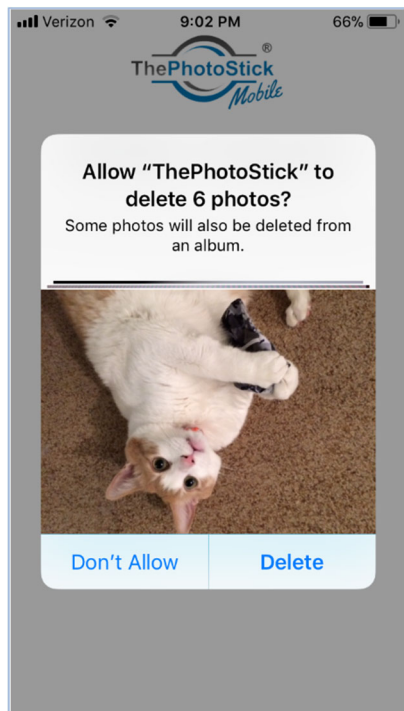 Verizon 9:02 PM 66%
ThePhotoStick®
Mobile
Allow “ThePhotoStick” to
delete 6 photos?
Some photos will also be deleted from
an album.
Don’t Allow Delete